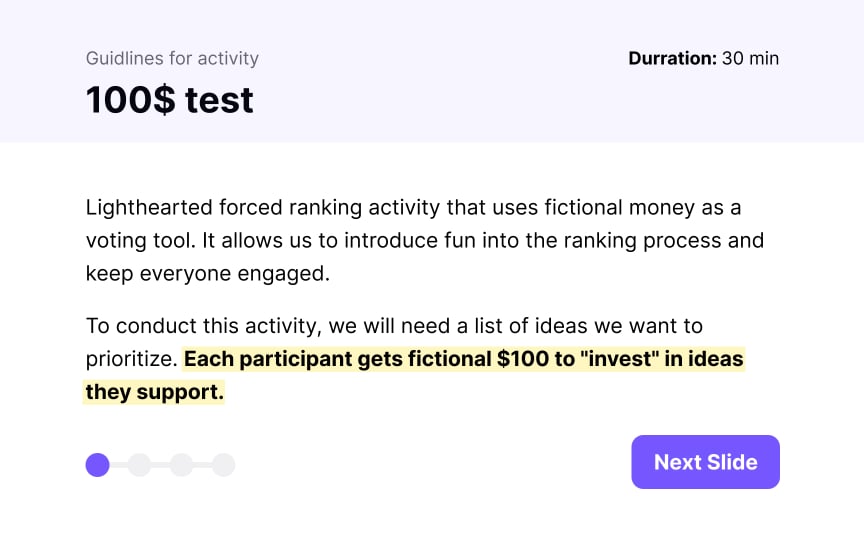 Guidlines for activity
Durration: 30 min
100$ test
Lighthearted forced ranking activity that uses fictional money as a
voting tool. It allows us to introduce fun into the ranking process and
keep everyone engaged.
To conduct this activity, we will need a list of ideas we want to
prioritize. Each participant gets fictional $100 to "invest" in ideas
they support.
Next Slide